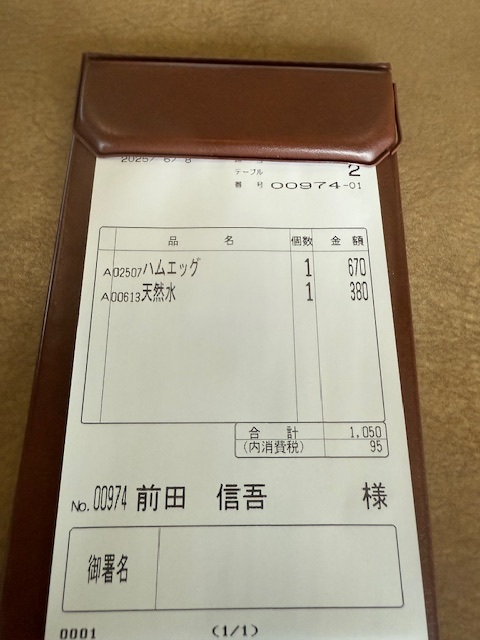 2025/ 6/ 8
テーブル 2
番 号 00974-01
品 名 個数 金 額
A02507ハムエッグ 1 670
A00613天然水 1 380
合 計 1,050
(内消費税) 95
No. 00974 前田 信吾 様
御署名
0001 (1/1)